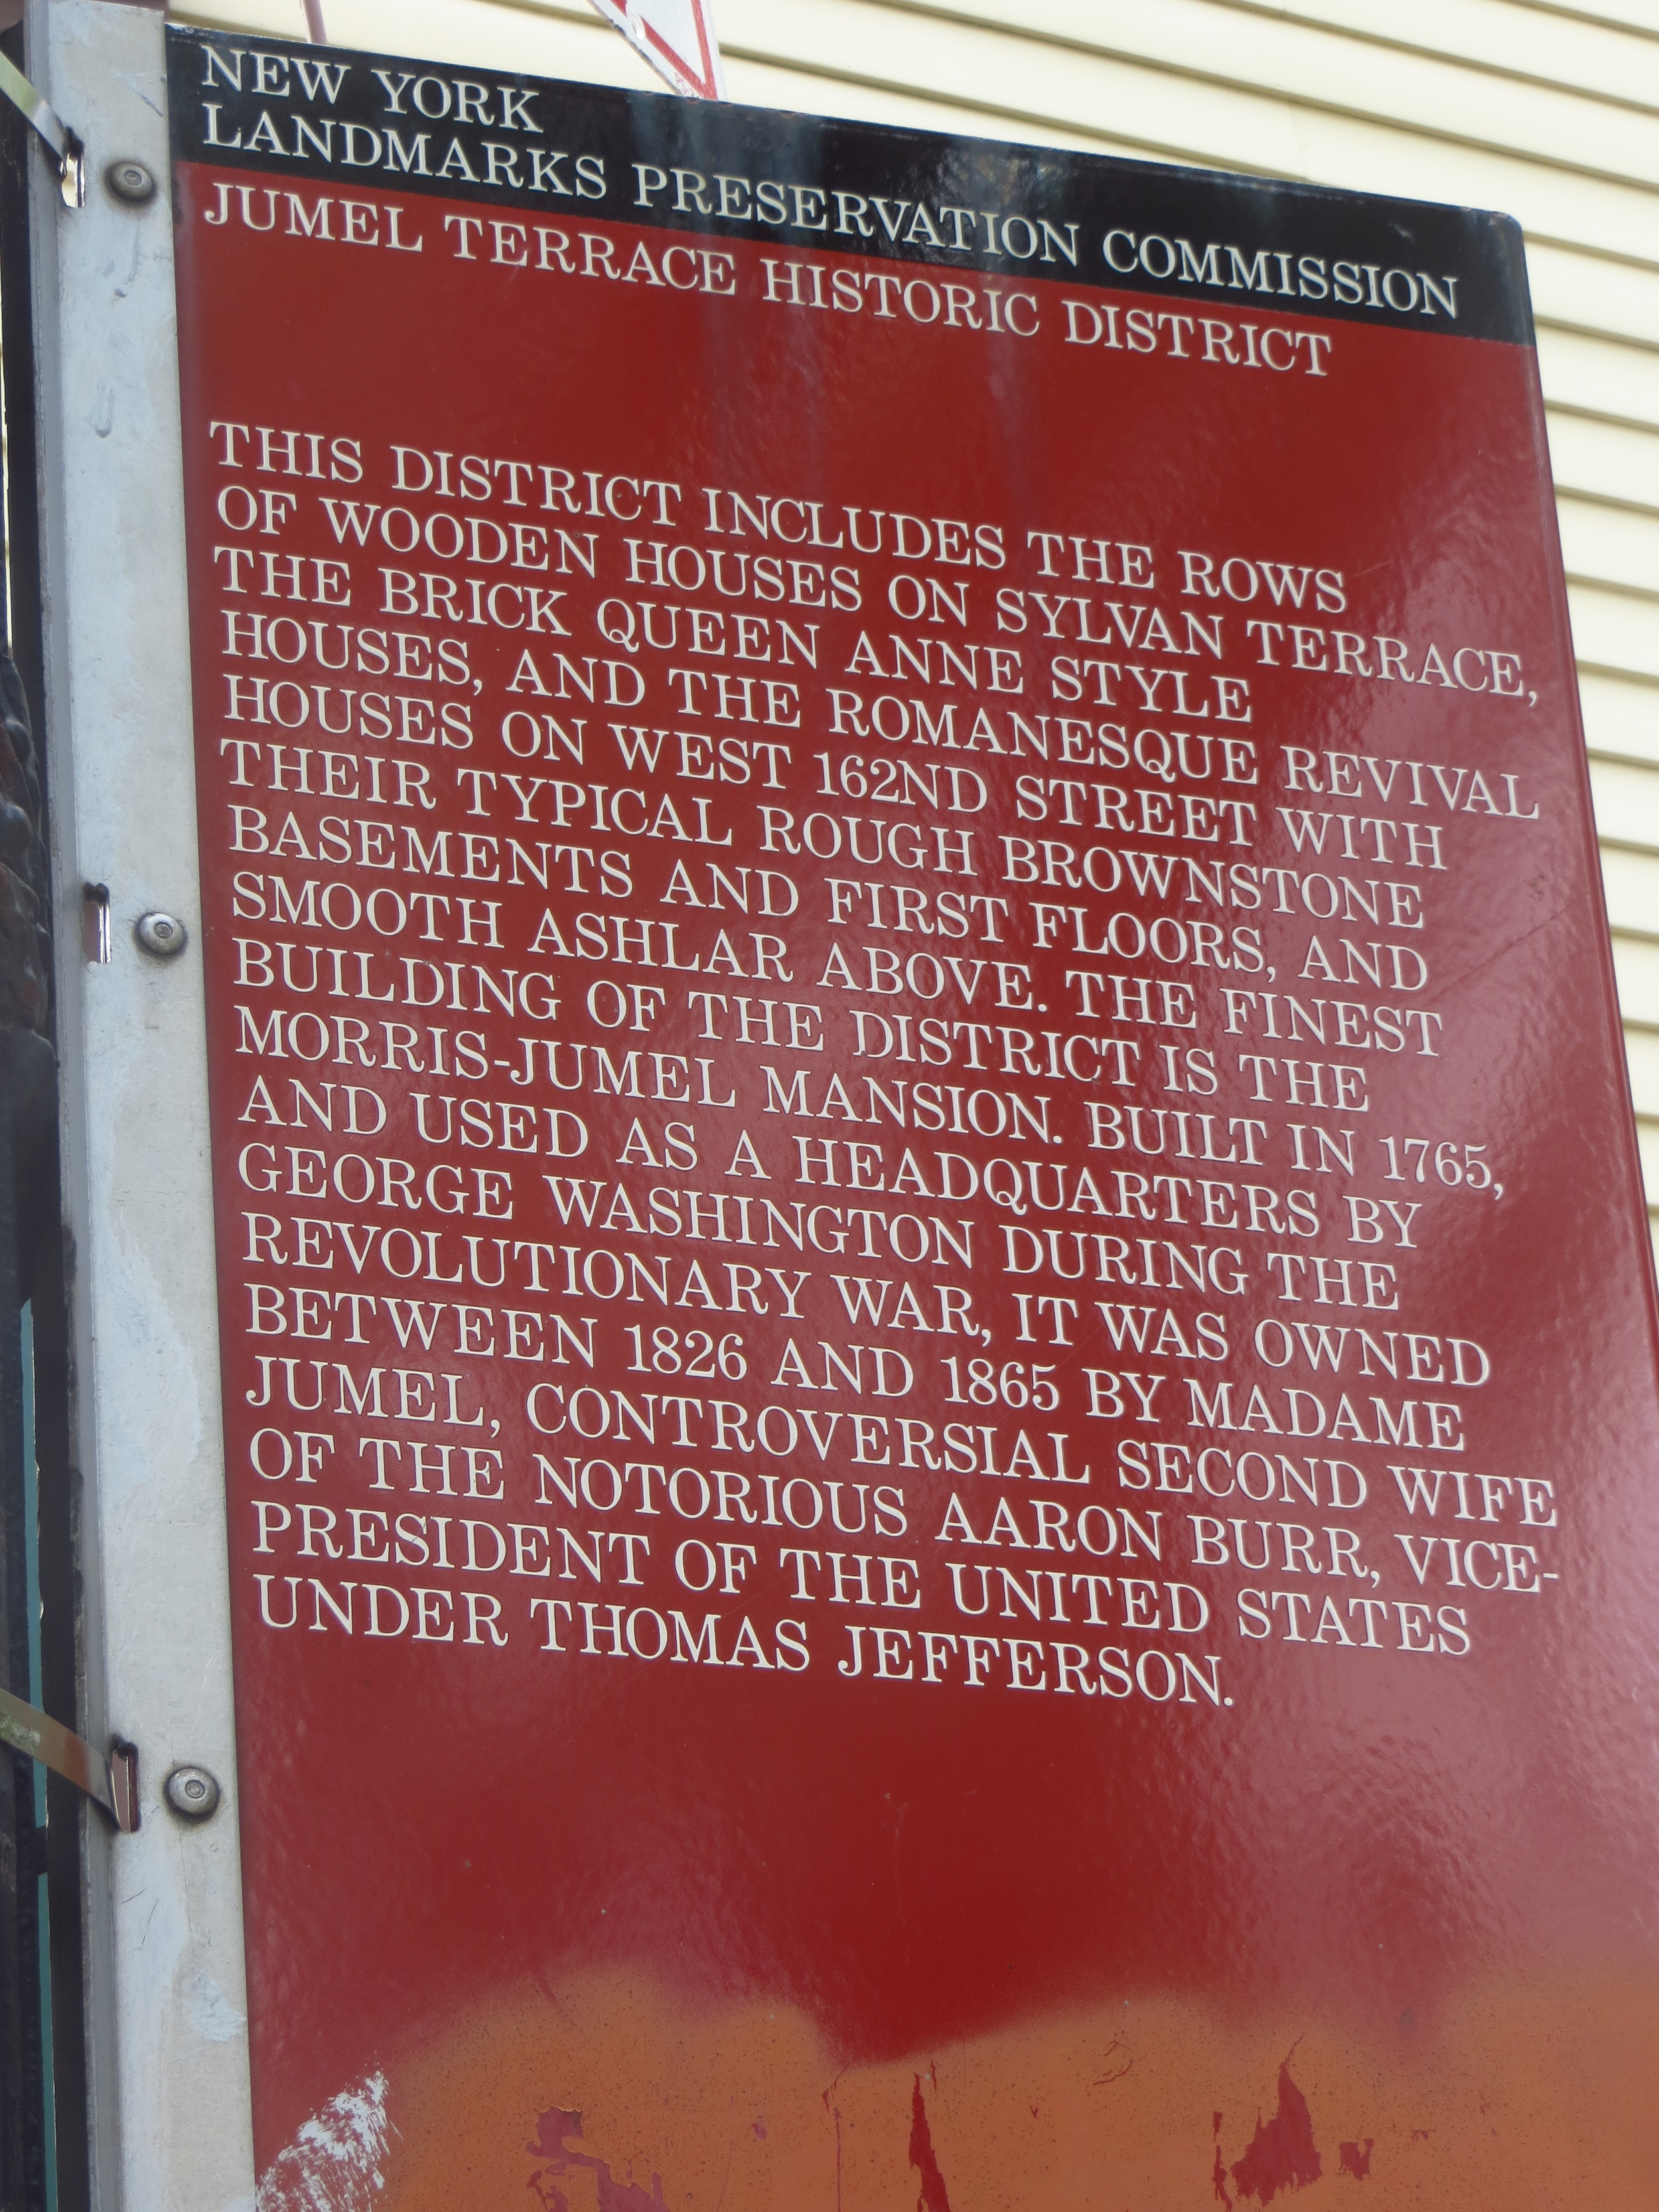 NEW YORK
LANDMARKS PRESERVATION COMMISSION
JUMEL TERRACE HISTORIC DISTRICT
THIS DISTRICT INCLUDES THE ROWS
OF WOODEN HOUSES ON SYLVAN TERRACE,
THE BRICK QUEEN ANNE STYLE
HOUSES, AND THE ROMANESQUE REVIVAL
HOUSES ON WEST 162ND STREET WITH
THEIR TYPICAL ROUGH BROWNSTONE
BASEMENTS AND FIRST FLOORS, AND
SMOOTH ASHLAR ABOVE. THE FINEST
BUILDING OF THE DISTRICT IS THE
MORRIS-JUMEL MANSION. BUILT IN 1765,
AND USED AS A HEADQUARTERS BY
GEORGE WASHINGTON DURING THE
REVOLUTIONARY WAR, IT WAS OWNED
BETWEEN 1826 AND 1865 BY MADAME
JUMEL, CONTROVERSIAL SECOND WIFE
OF THE NOTORIOUS AARON BURR, VICE-
PRESIDENT OF THE UNITED STATES
UNDER THOMAS JEFFERSON.